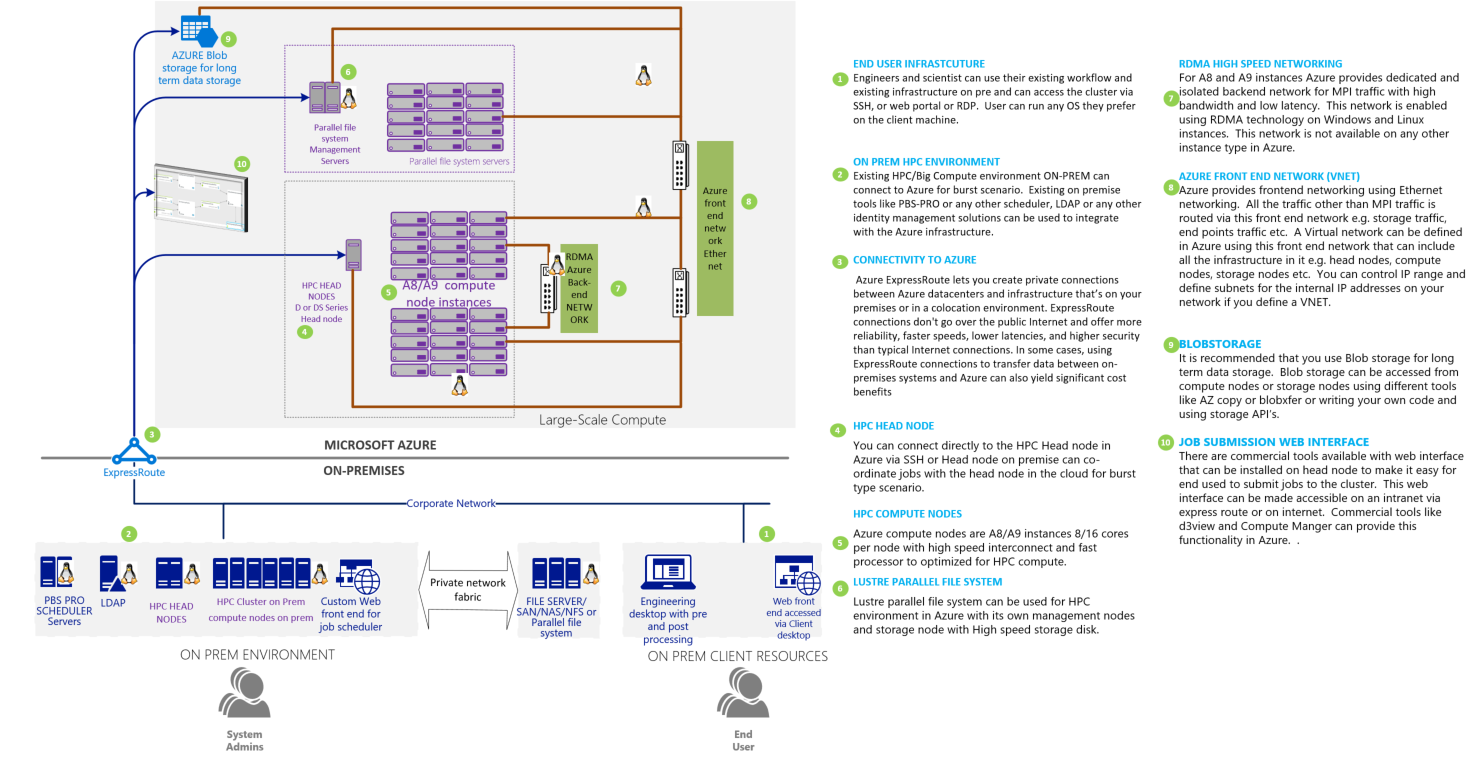 AZURE Blob
storage for long
term data storage
9
6
Parallel file
system
Management
Servers
Parallel file system servers
10
Azure
front
end
netw
ork
Ether
net
8
RDMA
Azure
Back-
end
NETW
ORK
7
5
A8/A9 compute
node instances
HPC HEAD
NODES
D or DS Series
Head node
4
Large-Scale Compute
3
MICROSOFT AZURE
ExpressRoute
ON-PREMISES
Corporate Network
2
1
PBS PRO
SCHEDULER
Servers
LDAP
HPC HEAD
NODES
HPC Cluster on Prem
compute nodes on prem
Custom Web
front end for
job scheduler
Private network
fabric
FILE SERVER/
SAN/NAS/NFS or
Parallel file
system
Engineering
desktop with pre
and post
processing
Web front
end accessed
via Client
desktop
ON PREM ENVIRONMENT
ON PREM CLIENT RESOURCES
System
Admins
End
User
END USER INFRASTCUTURE
1
Engineers and scientist can use their existing workflow and
existing infrastructure on pre and can access the cluster via
SSH, or web portal or RDP. User can run any OS they prefer
on the client machine.
ON PREM HPC ENVIRONMENT
2
Existing HPC/Big Compute environment ON-PREM can
connect to Azure for burst scenario. Existing on premise
tools like PBS-PRO or any other scheduler, LDAP or any other
identity management solutions can be used to integrate
with the Azure infrastructure.
3
CONNECTIVITY TO AZURE
Azure ExpressRoute lets you create private connections
between Azure datacenters and infrastructure that's on your
premises or in a colocation environment. ExpressRoute
connections don't go over the public Internet and offer more
reliability, faster speeds, lower latencies, and higher security
than typical Internet connections. In some cases, using
ExpressRoute connections to transfer data between on-
premises systems and Azure can also yield significant cost
benefits
4
HPC HEAD NODE
You can connect directly to the HPC Head node in
Azure via SSH or Head node on premise can co-
ordinate jobs with the head node in the cloud for burst
type scenario.
HPC COMPUTE NODES
5
Azure compute nodes are A8/A9 instances 8/16 cores
per node with high speed interconnect and fast
processor to optimized for HPC compute.
6
LUSTRE PARALLEL FILE SYSTEM
Lustre parallel file system can be used for HPC
environment in Azure with its own management nodes
and storage node with High speed storage disk.
RDMA HIGH SPEED NETWORKING
For A8 and A9 instances Azure provides dedicated and
7
isolated backend network for MPI traffic with high
bandwidth and low latency. This network is enabled
using RDMA technology on Windows and Linux
instances. This network is not available on any other
instance type in Azure.
AZURE FRONT END NETWORK (VNET)
8
Azure provides frontend networking using Ethernet
networking. All the traffic other than MPI traffic is
routed via this front end network e.g. storage traffic,
end points traffic etc. A Virtual network can be defined
in Azure using this front end network that can include
all the infrastructure in it e.g. head nodes, compute
nodes, storage nodes etc. You can control IP range and
define subnets for the internal IP addresses on your
network if you define a VNET.
9
BLOBSTORAGE
It is recommended that you use Blob storage for long
term data storage. Blob storage can be accessed from
compute nodes or storage nodes using different tools
like AZ copy or blobxfer or writing your own code and
using storage API's.
10
JOB SUBMISSION WEB INTERFACE
There are commercial tools available with web interface
that can be installed on head node to make it easy for
end used to submit jobs to the cluster. This web
interface can be made accessible on an intranet via
express route or on internet. Commercial tools like
d3view and Compute Manger can provide this
functionality in Azure. .